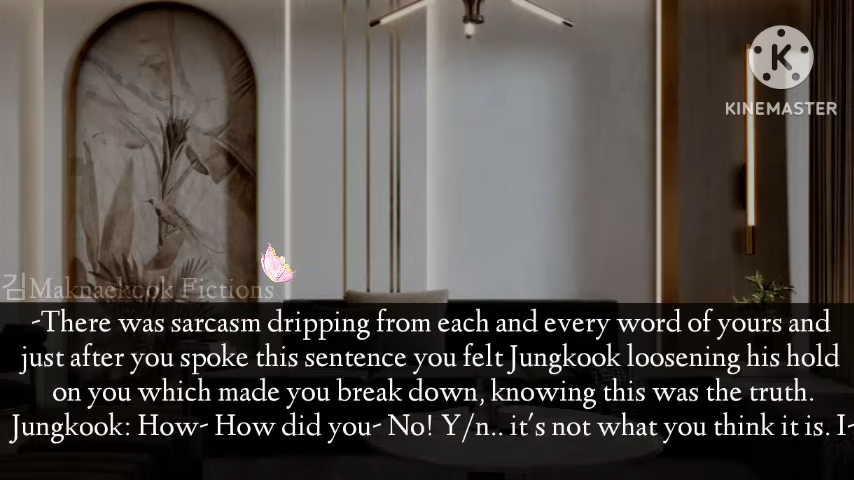 K
KINEMASTER
김Maknaekook Fictions
-There was sarcasm dripping from each and every word of yours and
just after you spoke this sentence you felt Jungkook loosening his hold
on you which made you break down, knowing this was the truth.
Jungkook: How- How did you- No! Y/n.. it's not what you think it is. I-